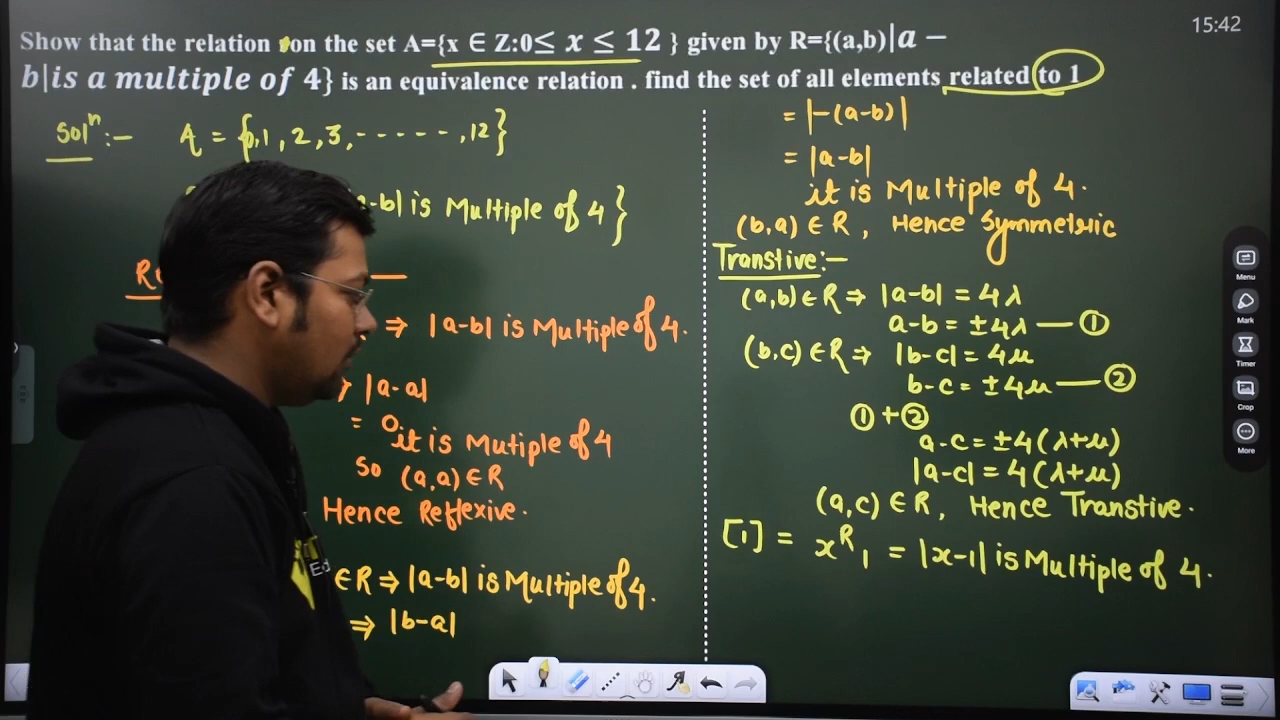 15:42
Show that the relation on the set A={x ∈ Z:0≤ x ≤ 12 } given by R={(a,b)|a −
b|is a multiple of 4} is an equivalence relation . find the set of all elements related to 1
Solⁿ :- A = {0,1,2,3,------,12}
-b| is Multiple of 4}
⇒ |a-b| is Multiple of 4.
|a-a|
= 0
it is Mutiple of 4
So (a,a) ∈ R
Hence Reflexive.
∈ R ⇒ |a-b| is Multiple of 4.
⇒ |b-a|
= |-(a-b)|
= |a-b|
it is Multiple of 4.
(b,a) ∈ R, Hence Symmetric
Transtive:-
(a,b) ∈ R ⇒ |a-b| = 4λ
a-b = ±4λ — ①
(b,c) ∈ R ⇒ |b-c| = 4μ
b-c = ±4μ — ②
① + ②
a-c = ±4(λ+μ)
|a-c| = 4(λ+μ)
(a,c) ∈ R, Hence Transtive.
[1] = xR1 = |x-1| is Multiple of 4.
Menu
Mark
Timer
Crop
More